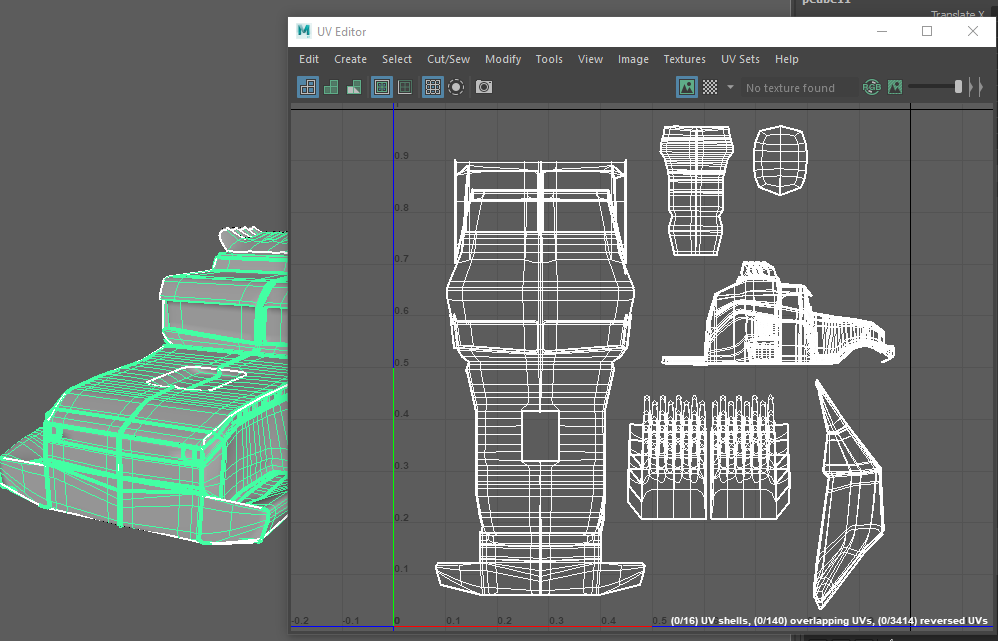 Translate X
M UV Editor
Edit Create Select Cut/Sew Modify Tools View Image Textures UV Sets Help
No texture found
RGB
0.9
0.8
0.7
0.6
0.5
0.4
0.3
0.2
0.1
-0.2 -0.1 0 0.1 0.2 0.3 0.4 0.5 (0/16) UV shells, (0/140) overlapping UVs, (0/3414) reversed UVs